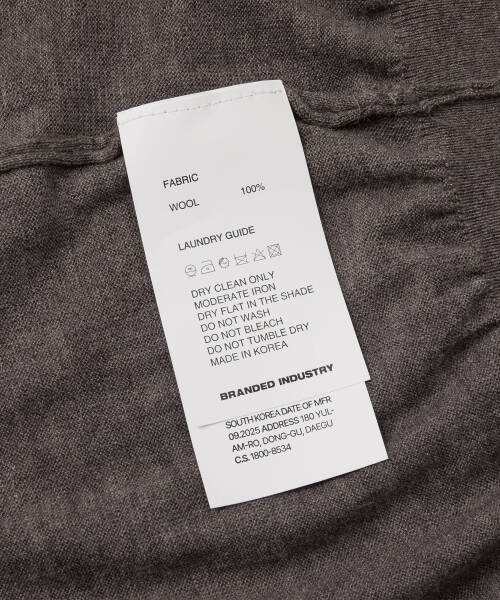 FABRIC
WOOL 100%
LAUNDRY GUIDE
DRY CLEAN ONLY
MODERATE IRON
DRY FLAT IN THE SHADE
DO NOT WASH
DO NOT BLEACH
DO NOT TUMBLE DRY
MADE IN KOREA
BRANDED INDUSTRY
SOUTH KOREA DATE OF MFR
09.2025 ADDRESS 180 YUL-
AM-RO, DONG-GU, DAEGU
C.S. 1800-8534